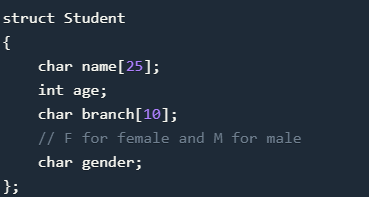 struct Student
{
    char name[25];
    int age;
    char branch[10];
    // F for female and M for male
    char gender;
};